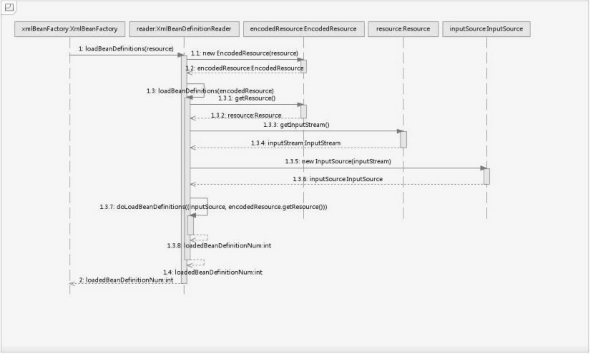 xmlBeanFactory:XmlBeanFactory
reader:XmlBeanDefinitionReader
encodedResource:EncodedResource
resource:Resource
inputSource:InputSource
1: loadBeanDefinitions(resource)
1.1: new EncodedResource(resource)
1.2: encodedResource:EncodedResource
1.3: loadBeanDefinitions(encodedResource)
1.3.1: getResource()
1.3.2: resource:Resource
1.3.3: getInputStream()
1.3.4: inputStream:InputStream
1.3.5: new InputSource(inputStream)
1.3.6: inputSource:InputSource
1.3.7: doLoadBeanDefinitions((inputSource, encodedResource.getResource()))
1.3.8: loadedBeanDefinitionNum:int
1.4: loadedBeanDefinitionNum:int
2: loadedBeanDefinitionNum:int